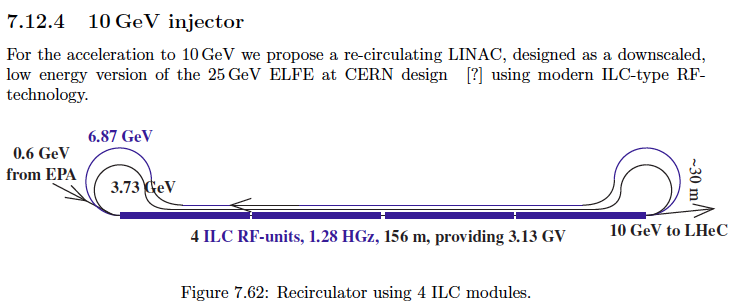 7.12.4 10 GeV injector
For the acceleration to 10 GeV we propose a re-circulating LINAC, designed as a downscaled,
low energy version of the 25 GeV ELFE at CERN design [?] using modern ILC-type RF-
technology.
6.87 GeV
0.6 GeV
from EPA
3.73 GeV
~30 m
4 ILC RF-units, 1.28 HGz, 156 m, providing 3.13 GV
10 GeV to LHeC
Figure 7.62: Recirculator using 4 ILC modules.